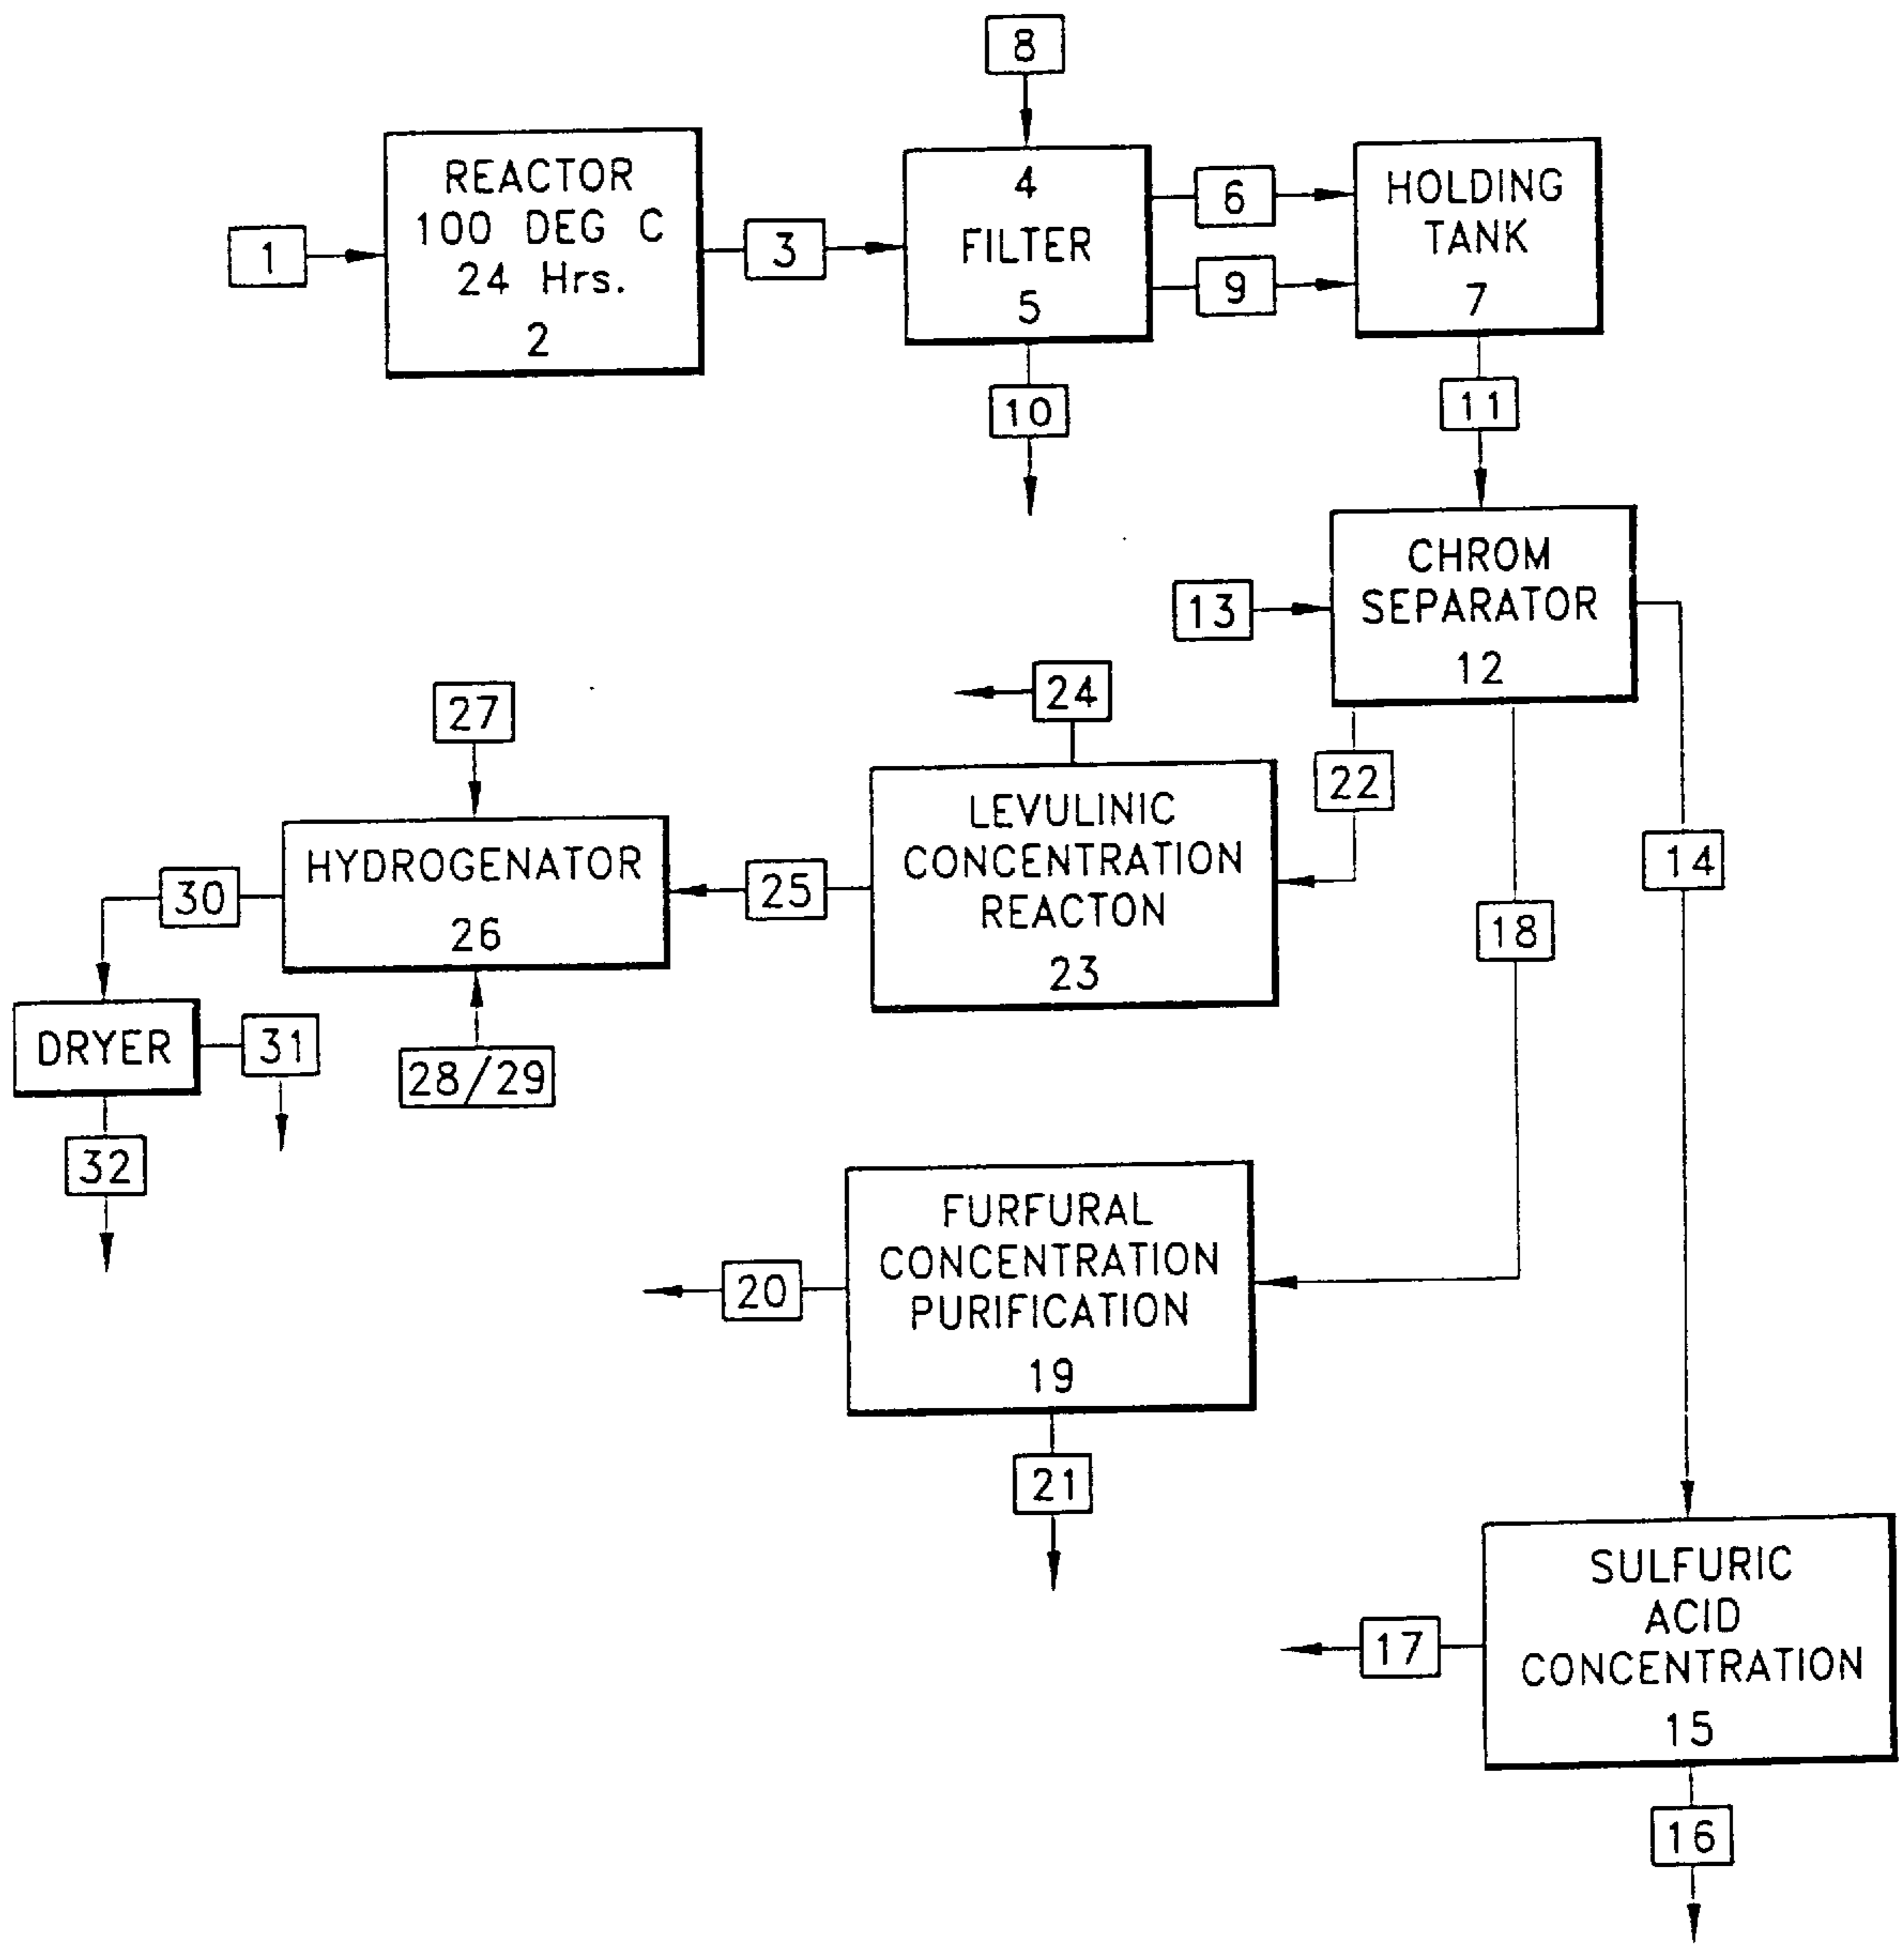 8
REACTOR
100 DEG C
24 Hrs.
2
1
3
4
FILTER
5
6
9
HOLDING
TANK
7
10
11
CHROM
SEPARATOR
12
13
14
22
18
24
LEVULINIC
CONCENTRATION
REACTON
23
25
27
HYDROGENATOR
26
28/29
30
DRYER
31
32
FURFURAL
CONCENTRATION
PURIFICATION
19
20
21
SULFURIC
ACID
CONCENTRATION
15
17
16